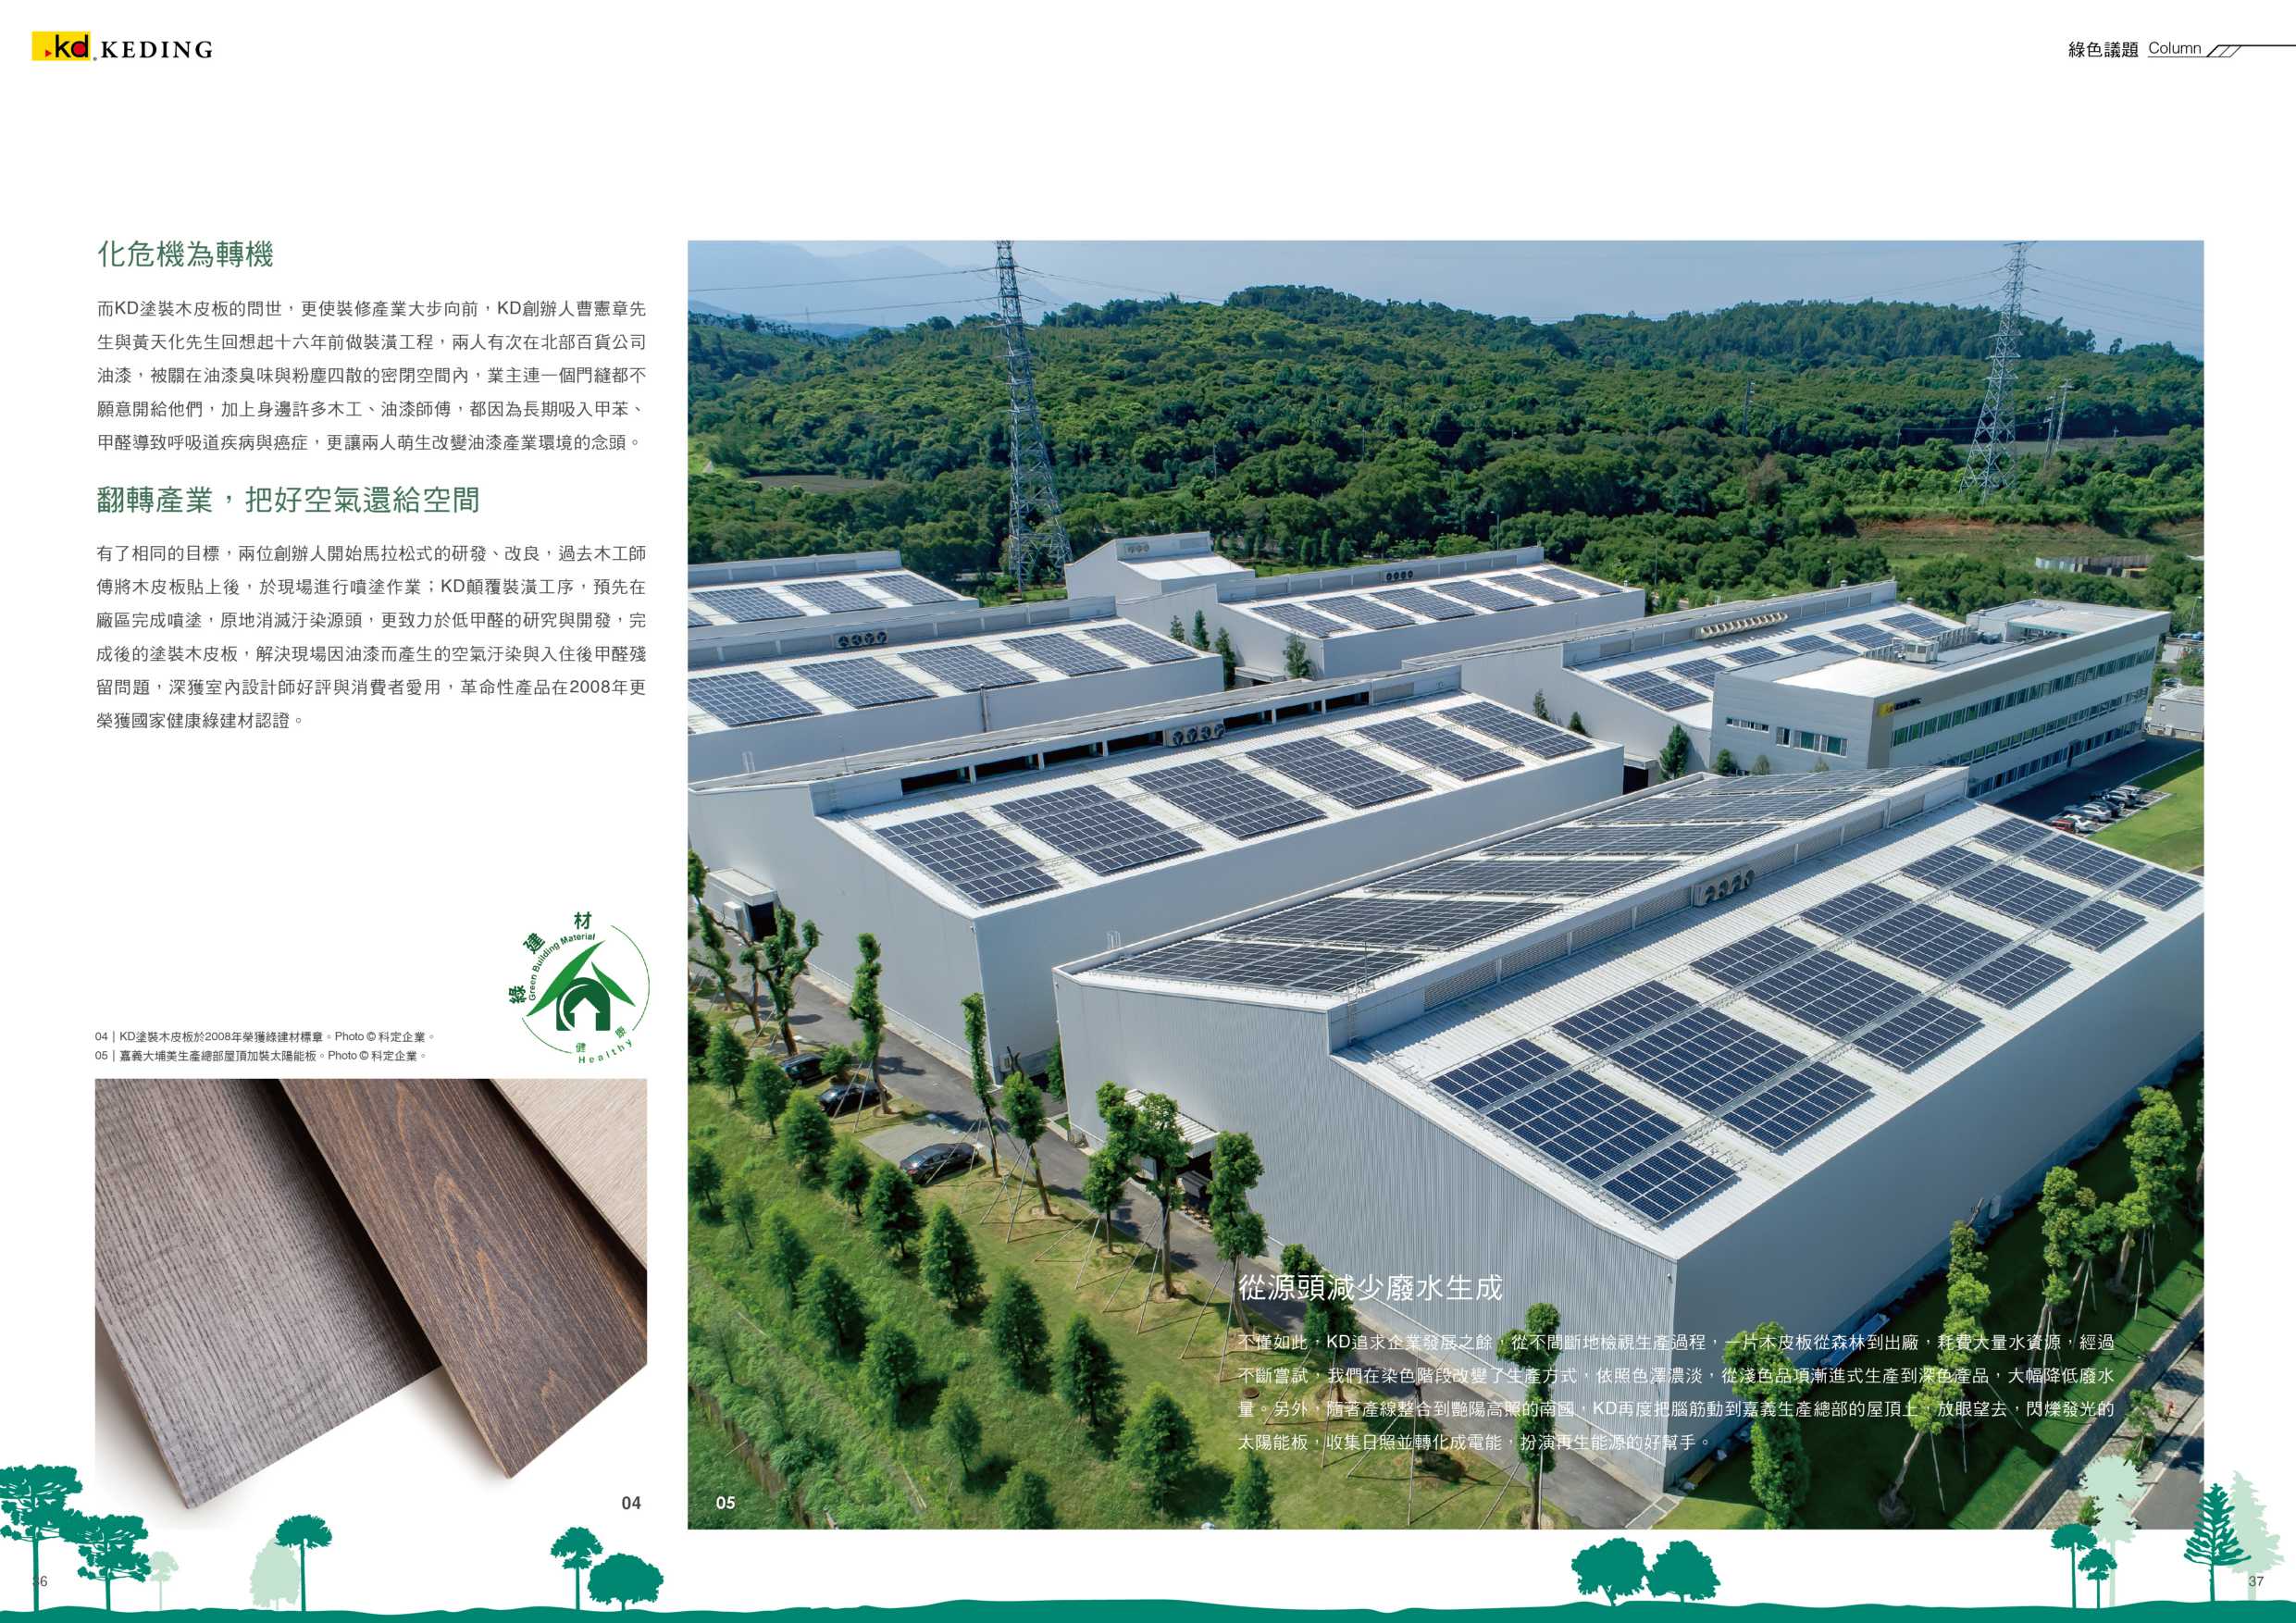 kd KEDING
綠色議題 Column
化危機為轉機
而KD塗裝木皮板的問世，更使裝修產業大步向前，KD創辦人曹憲章先
生與黃天化先生回想起十六年前做裝潢工程，兩人有次在北部百貨公司
油漆，被關在油漆臭味與粉塵四散的密閉空間內，業主連一個門縫都不
願意開給他們，加上身邊許多木工、油漆師傅，都因為長期吸入甲苯、
甲醛導致呼吸道疾病與癌症，更讓兩人萌生改變油漆產業環境的念頭。
翻轉產業，把好空氣還給空間
有了相同的目標，兩位創辦人開始馬拉松式的研發、改良，過去木工師
傅將木皮板貼上後，於現場進行噴塗作業；KD顛覆裝潢工序，預先在
廠區完成噴塗，原地消滅汙染源頭，更致力於低甲醛的研究與開發，完
成後的塗裝木皮板，解決現場因油漆而產生的空氣汙染與入住後甲醛殘
留問題，深獲室內設計師好評與消費者愛用，革命性產品在2008年更
榮獲國家健康綠建材認證。
綠建材
Green Building Material
健康
Healthy
04｜KD塗裝木皮板於2008年榮獲綠建材標章。Photo © 科定企業。
05｜嘉義大埔美生產總部屋頂加裝太陽能板。Photo © 科定企業。
04
05
從源頭減少廢水生成
不僅如此，KD追求企業發展之餘，從不間斷地檢視生產過程，一片木皮板從森林到出廠，耗費大量水資源，經過
不斷嘗試，我們在染色階段改變了生產方式，依照色澤濃淡，從淺色品項漸進式生產到深色產品，大幅降低廢水
量。另外，隨著產線整合到艷陽高照的南國，KD再度把腦筋動到嘉義生產總部的屋頂上，放眼望去，閃爍發光的
太陽能板，收集日照並轉化成電能，扮演再生能源的好幫手。
36
37